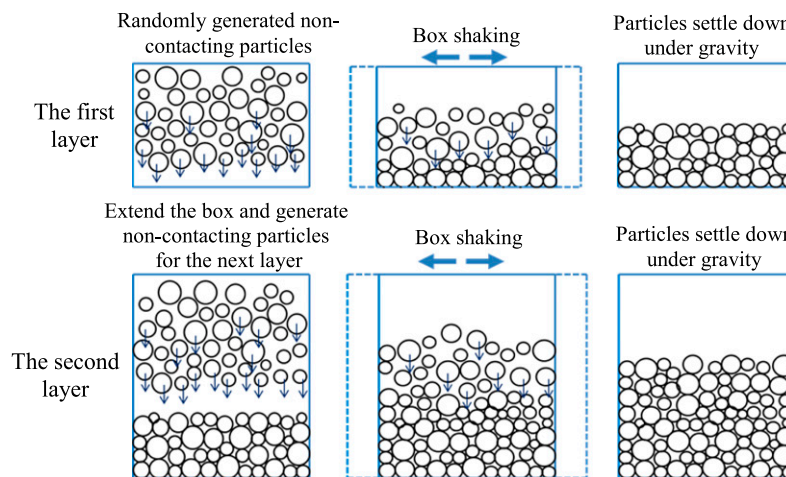 Randomly generated non-
contacting particles
Box shaking
Particles settle down
under gravity
The first
layer
Extend the box and generate
non-contacting particles
for the next layer
Box shaking
Particles settle down
under gravity
The second
layer